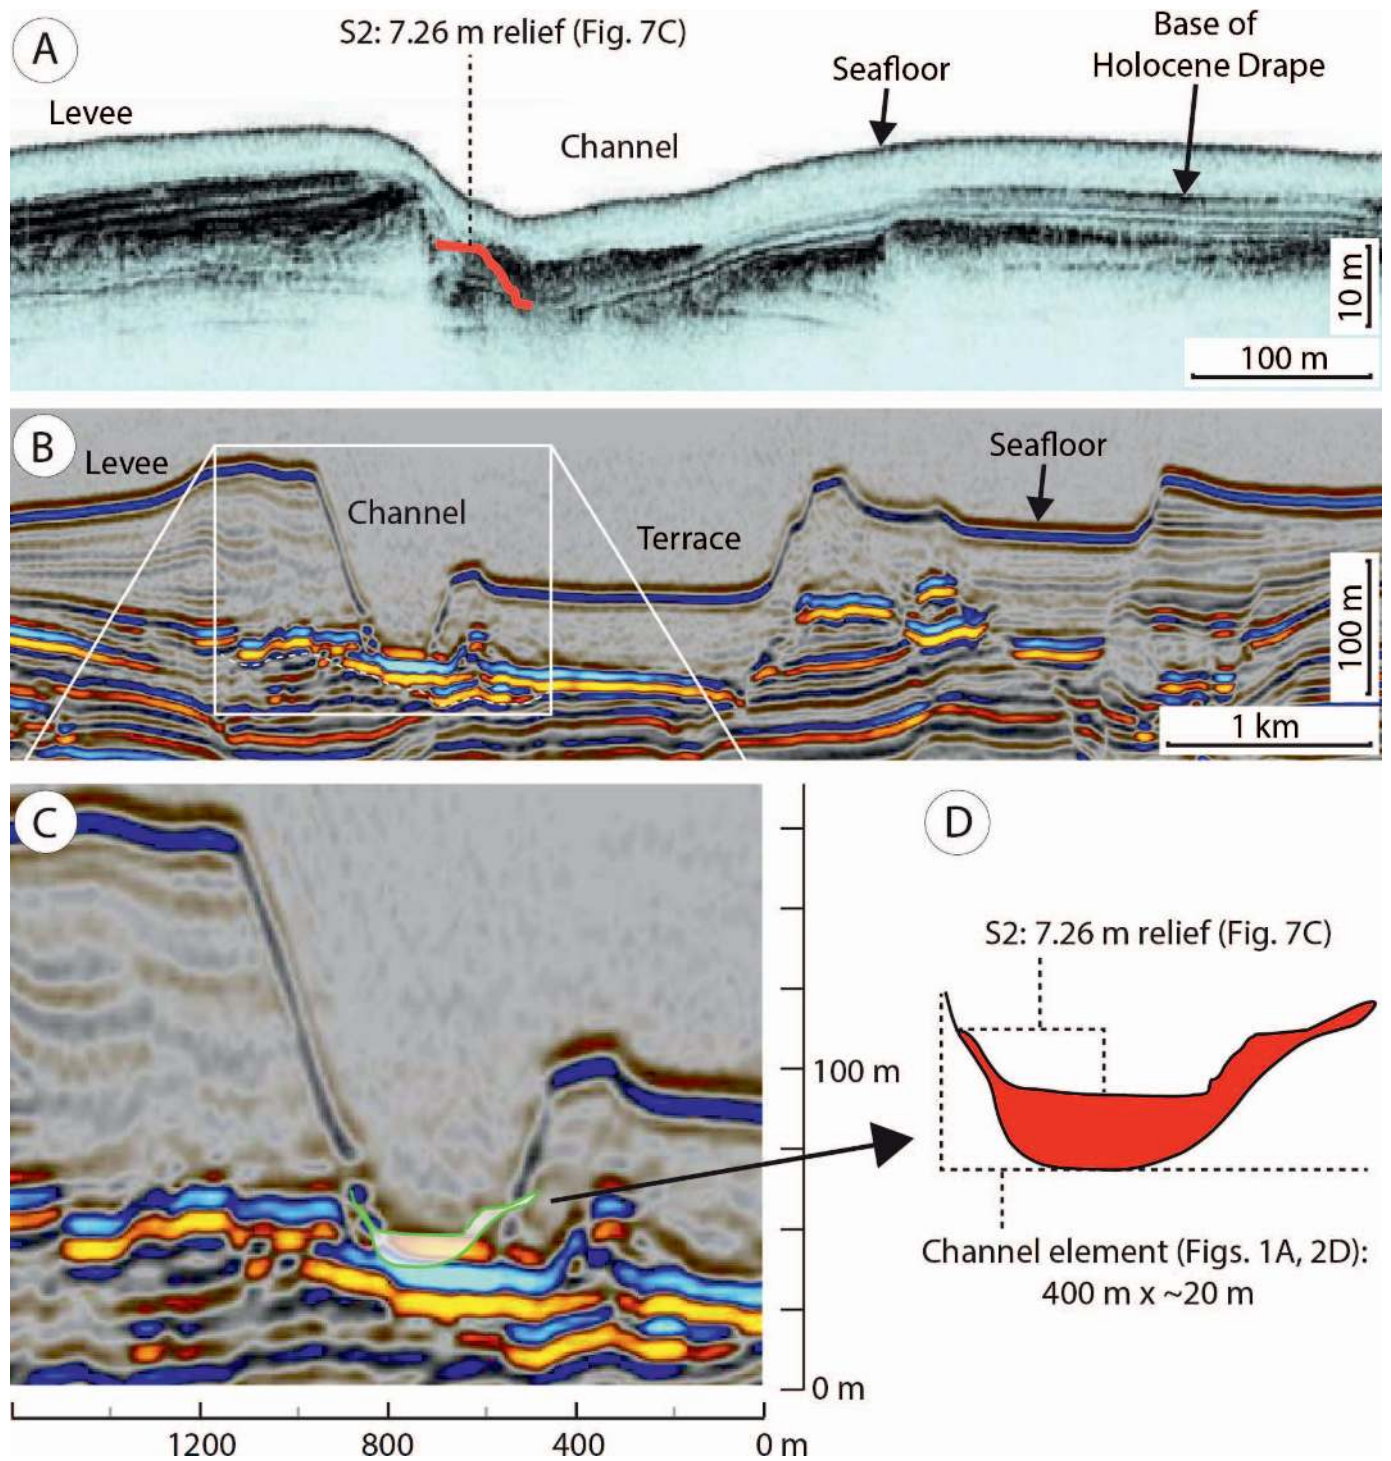 A
S2: 7.26 m relief (Fig. 7C)
Levee
Channel
Seafloor
Base of
Holocene Drape
10 m
100 m
B
Levee
Channel
Terrace
Seafloor
100 m
1 km
C
D
S2: 7.26 m relief (Fig. 7C)
100 m
Channel element (Figs. 1A, 2D):
400 m x ~20 m
0 m
1200
800
400
0 m